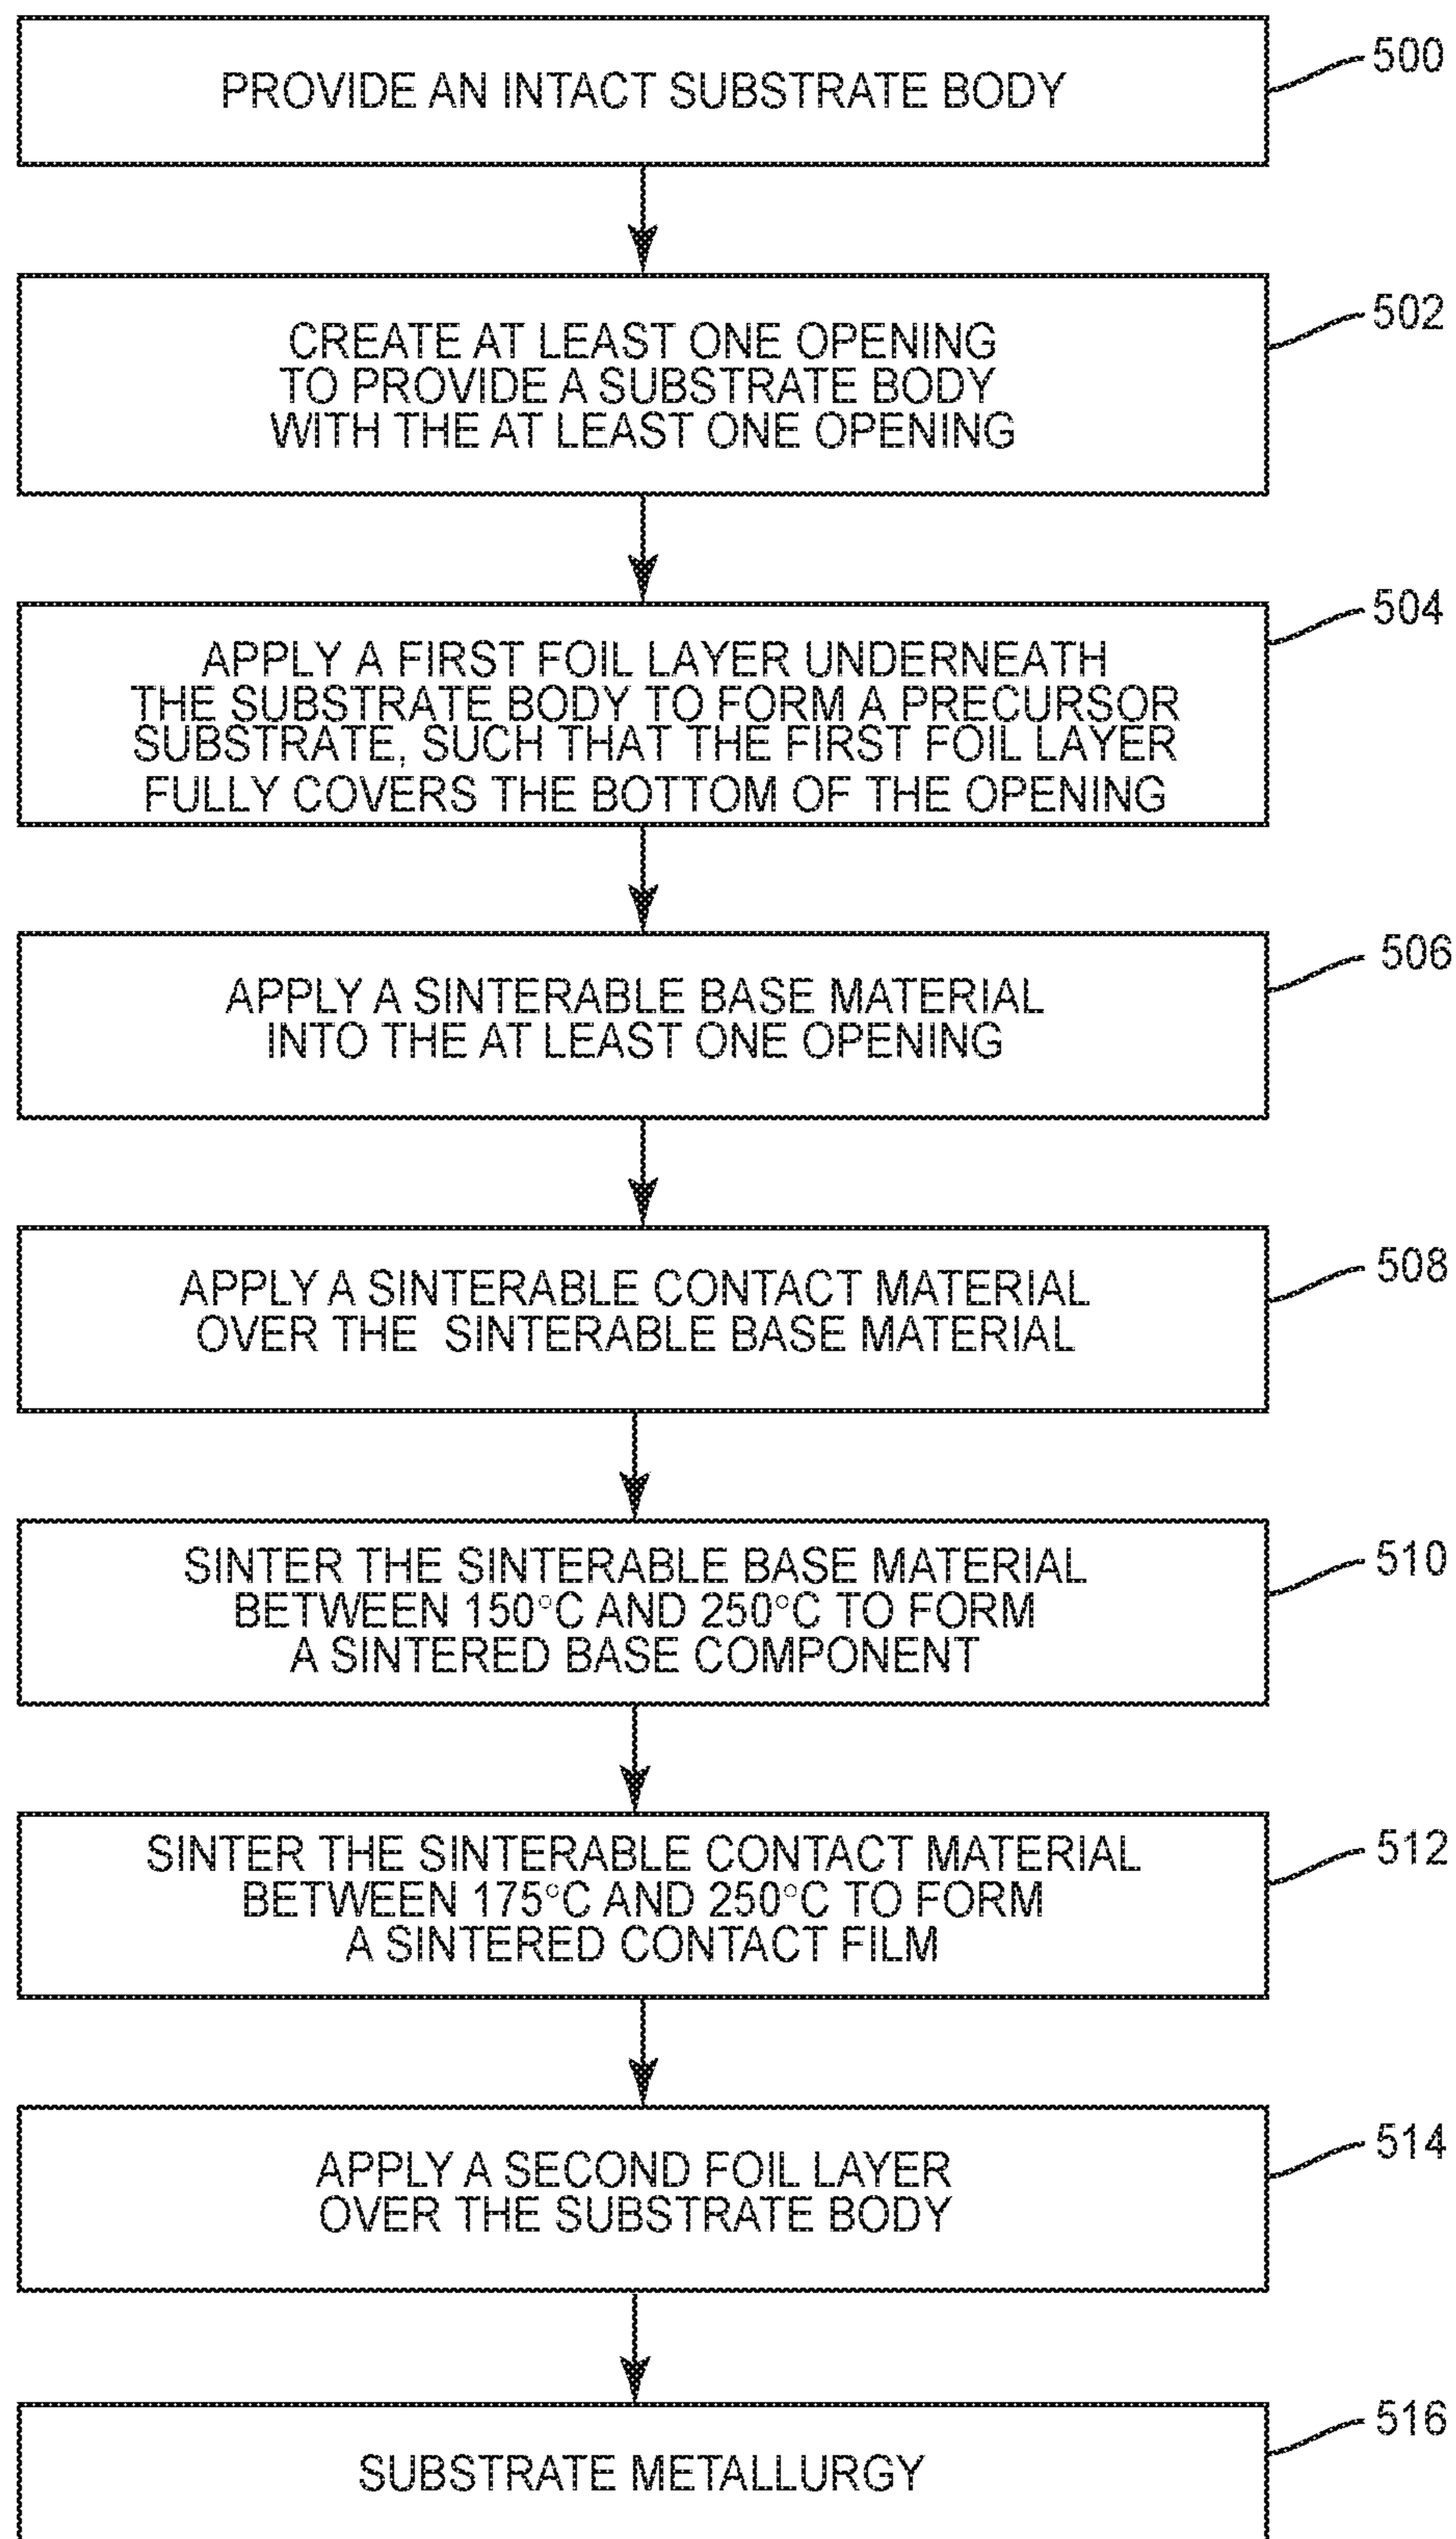 PROVIDE AN INTACT SUBSTRATE BODY
500
CREATE AT LEAST ONE OPENING
TO PROVIDE A SUBSTRATE BODY
WITH THE AT LEAST ONE OPENING
502
APPLY A FIRST FOIL LAYER UNDERNEATH
THE SUBSTRATE BODY TO FORM A PRECURSOR
SUBSTRATE, SUCH THAT THE FIRST FOIL LAYER
FULLY COVERS THE BOTTOM OF THE OPENING
504
APPLY A SINTERABLE BASE MATERIAL
INTO THE AT LEAST ONE OPENING
506
APPLY A SINTERABLE CONTACT MATERIAL
OVER THE SINTERABLE BASE MATERIAL
508
SINTER THE SINTERABLE BASE MATERIAL
BETWEEN 150°C AND 250°C TO FORM
A SINTERED BASE COMPONENT
510
SINTER THE SINTERABLE CONTACT MATERIAL
BETWEEN 175°C AND 250°C TO FORM
A SINTERED CONTACT FILM
512
APPLY A SECOND FOIL LAYER
OVER THE SUBSTRATE BODY
514
SUBSTRATE METALLURGY
516